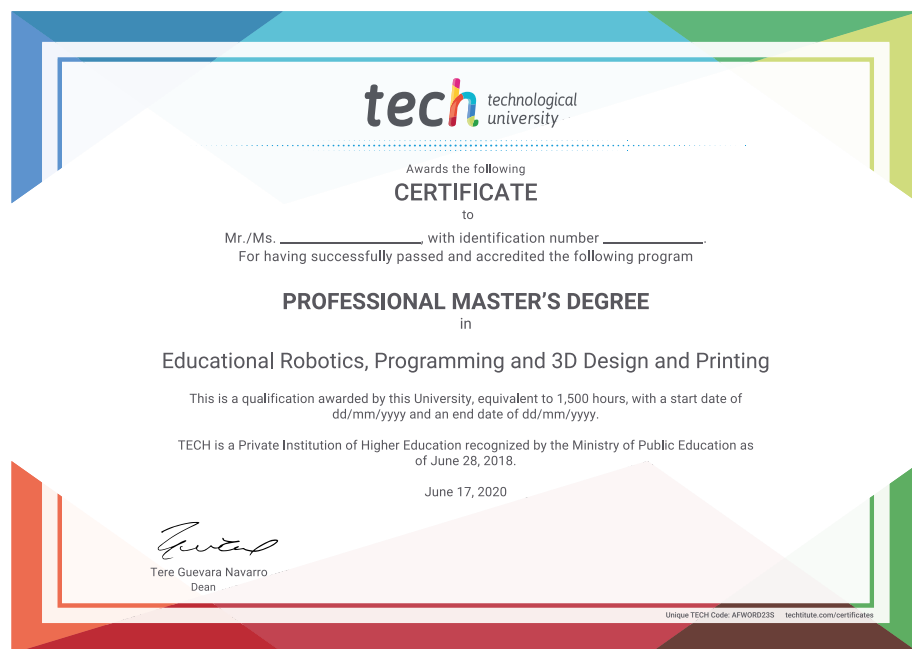 tech technological
university
Awards the following
CERTIFICATE
to
Mr./Ms. ____________________, with identification number ______________.
For having successfully passed and accredited the following program
PROFESSIONAL MASTER'S DEGREE
in
Educational Robotics, Programming and 3D Design and Printing
This is a qualification awarded by this University, equivalent to 1,500 hours, with a start date of
dd/mm/yyyy and an end date of dd/mm/yyyy.
TECH is a Private Institution of Higher Education recognized by the Ministry of Public Education as
of June 28, 2018.
June 17, 2020
Tere Guevara Navarro
Dean
Unique TECH Code: AFWORD23S techtitute.com/certificates